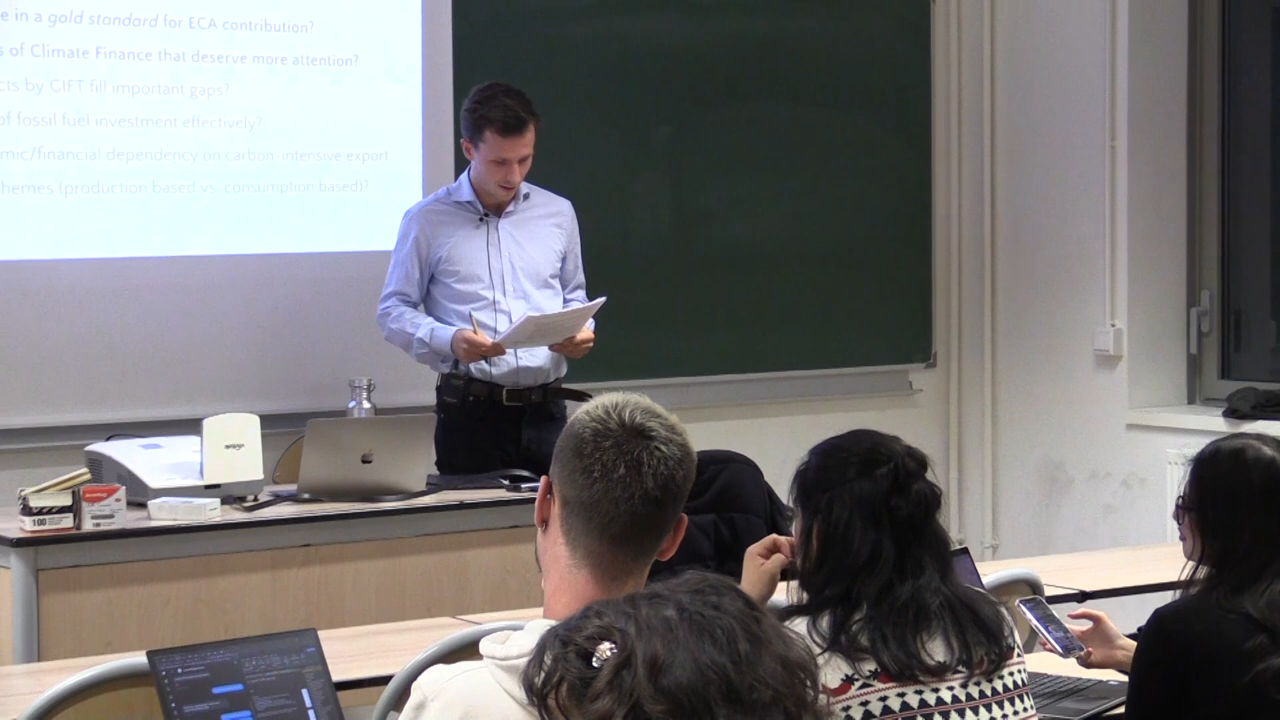 e in a gold standard for ECA contribution?
s of Climate Finance that deserve more attention?
cts by GIFT fill important gaps?
of fossil fuel investment effectively?
mic/financial dependency on carbon-intensive export
hemes (production based vs. consumption based)?
100